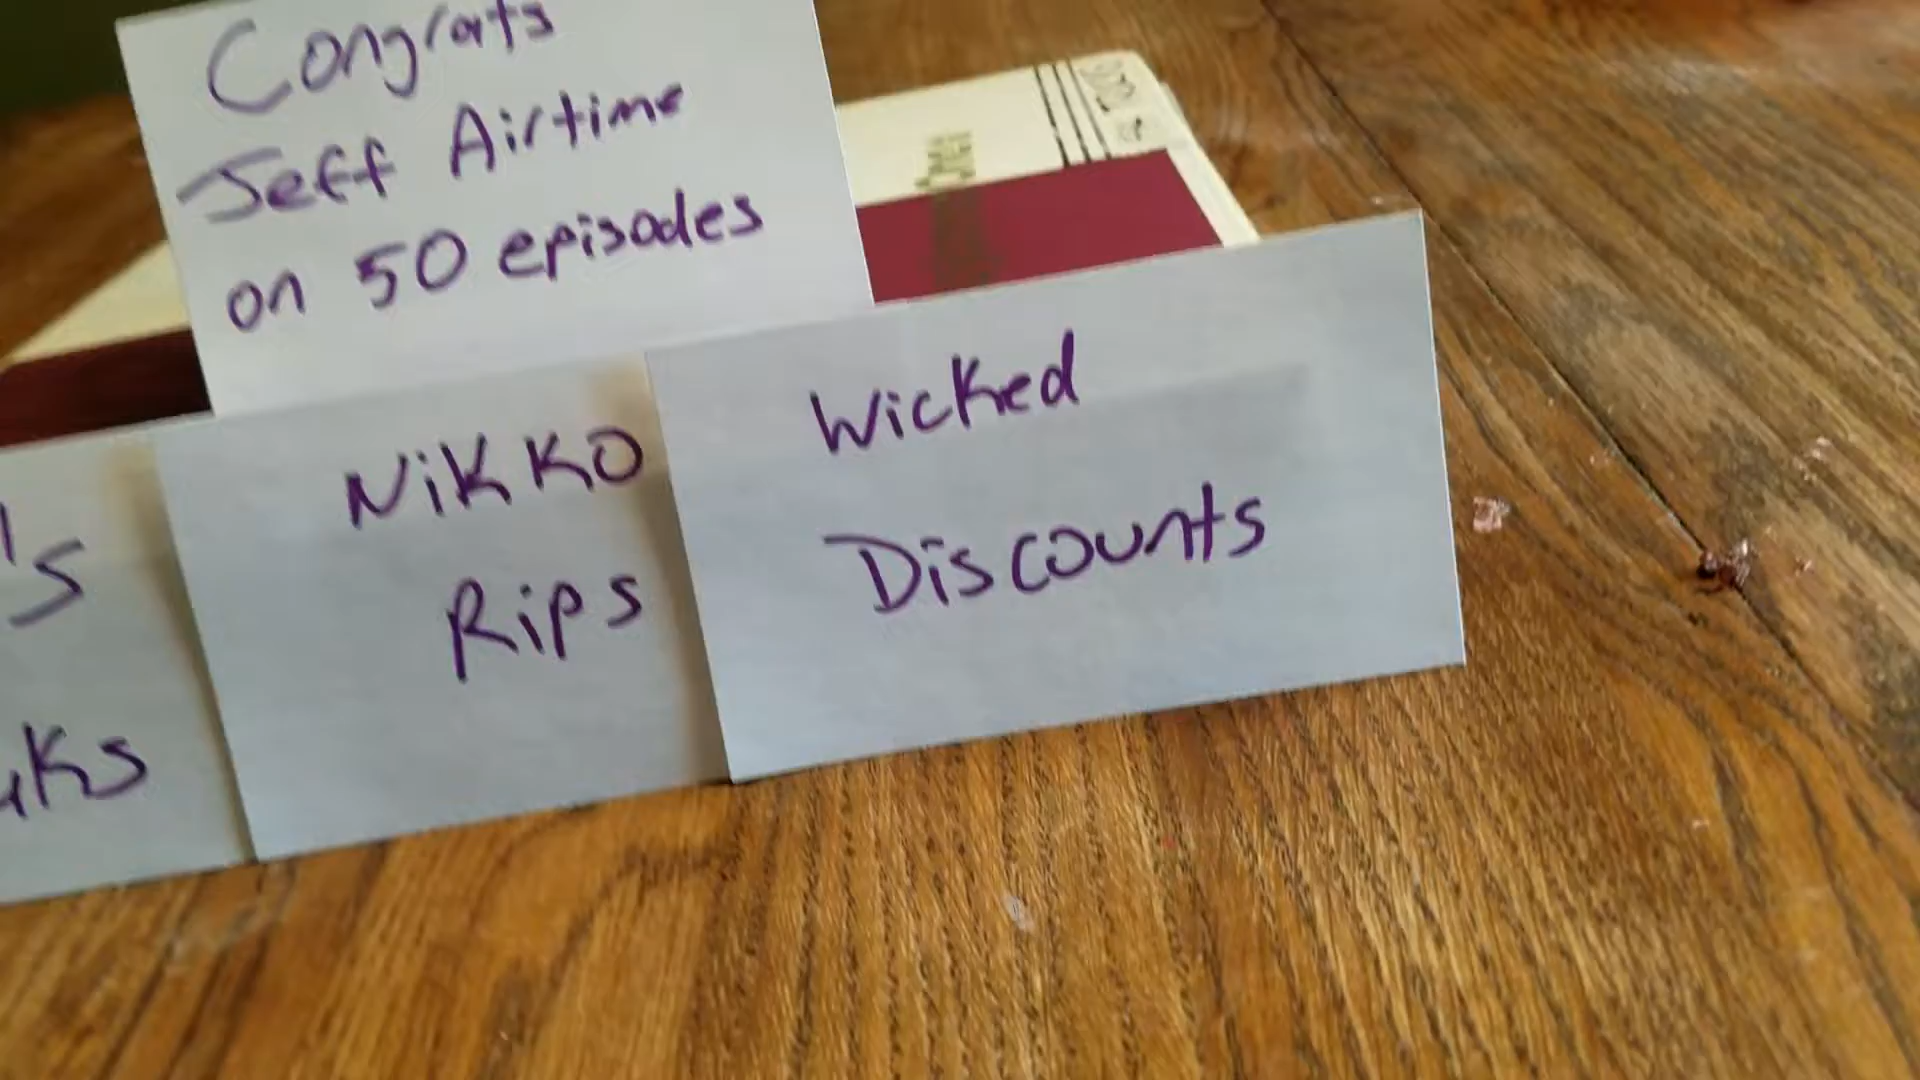 Congrats
Jeff Airtime
on 50 episodes
's
Nikko
Rips
Wicked
Discounts